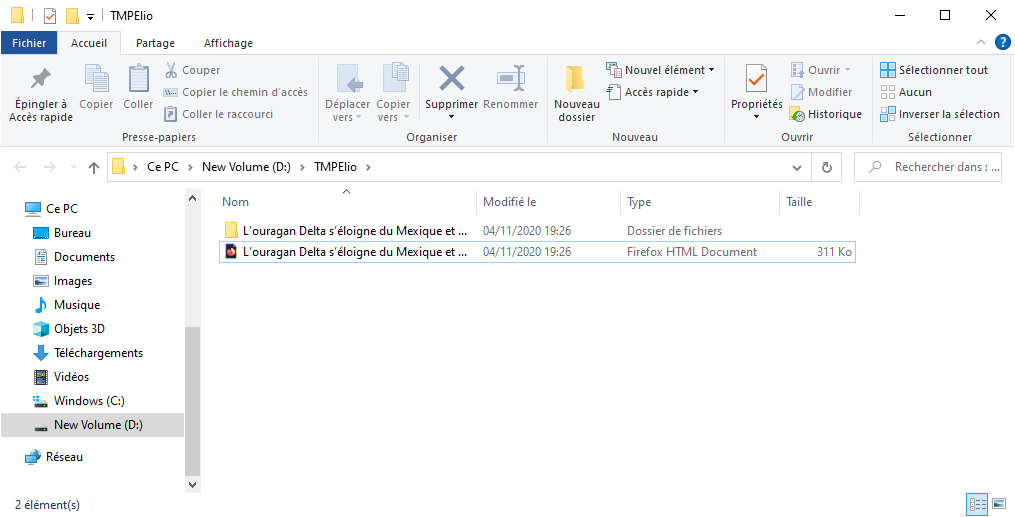 TMPElio
Fichier Accueil Partage Affichage
Épingler à Accès rapide
Copier
Coller
Couper
Copier le chemin d'accès
Coller le raccourci
Presse-papiers
Déplacer vers
Copier vers
Supprimer
Renommer
Organiser
Nouveau dossier
Nouvel élément
Accès rapide
Nouveau
Propriétés
Ouvrir
Modifier
Historique
Ouvrir
Sélectionner tout
Aucun
Inverser la sélection
Sélectionner
Ce PC > New Volume (D:) > TMPElio >
Rechercher dans : ...
Ce PC
Bureau
Documents
Images
Musique
Objets 3D
Téléchargements
Vidéos
Windows (C:)
New Volume (D:)
Réseau
Nom Modifié le Type Taille
L'ouragan Delta s'éloigne du Mexique et ... 04/11/2020 19:26 Dossier de fichiers
L'ouragan Delta s'éloigne du Mexique et ... 04/11/2020 19:26 Firefox HTML Document 311 Ko
2 élément(s)